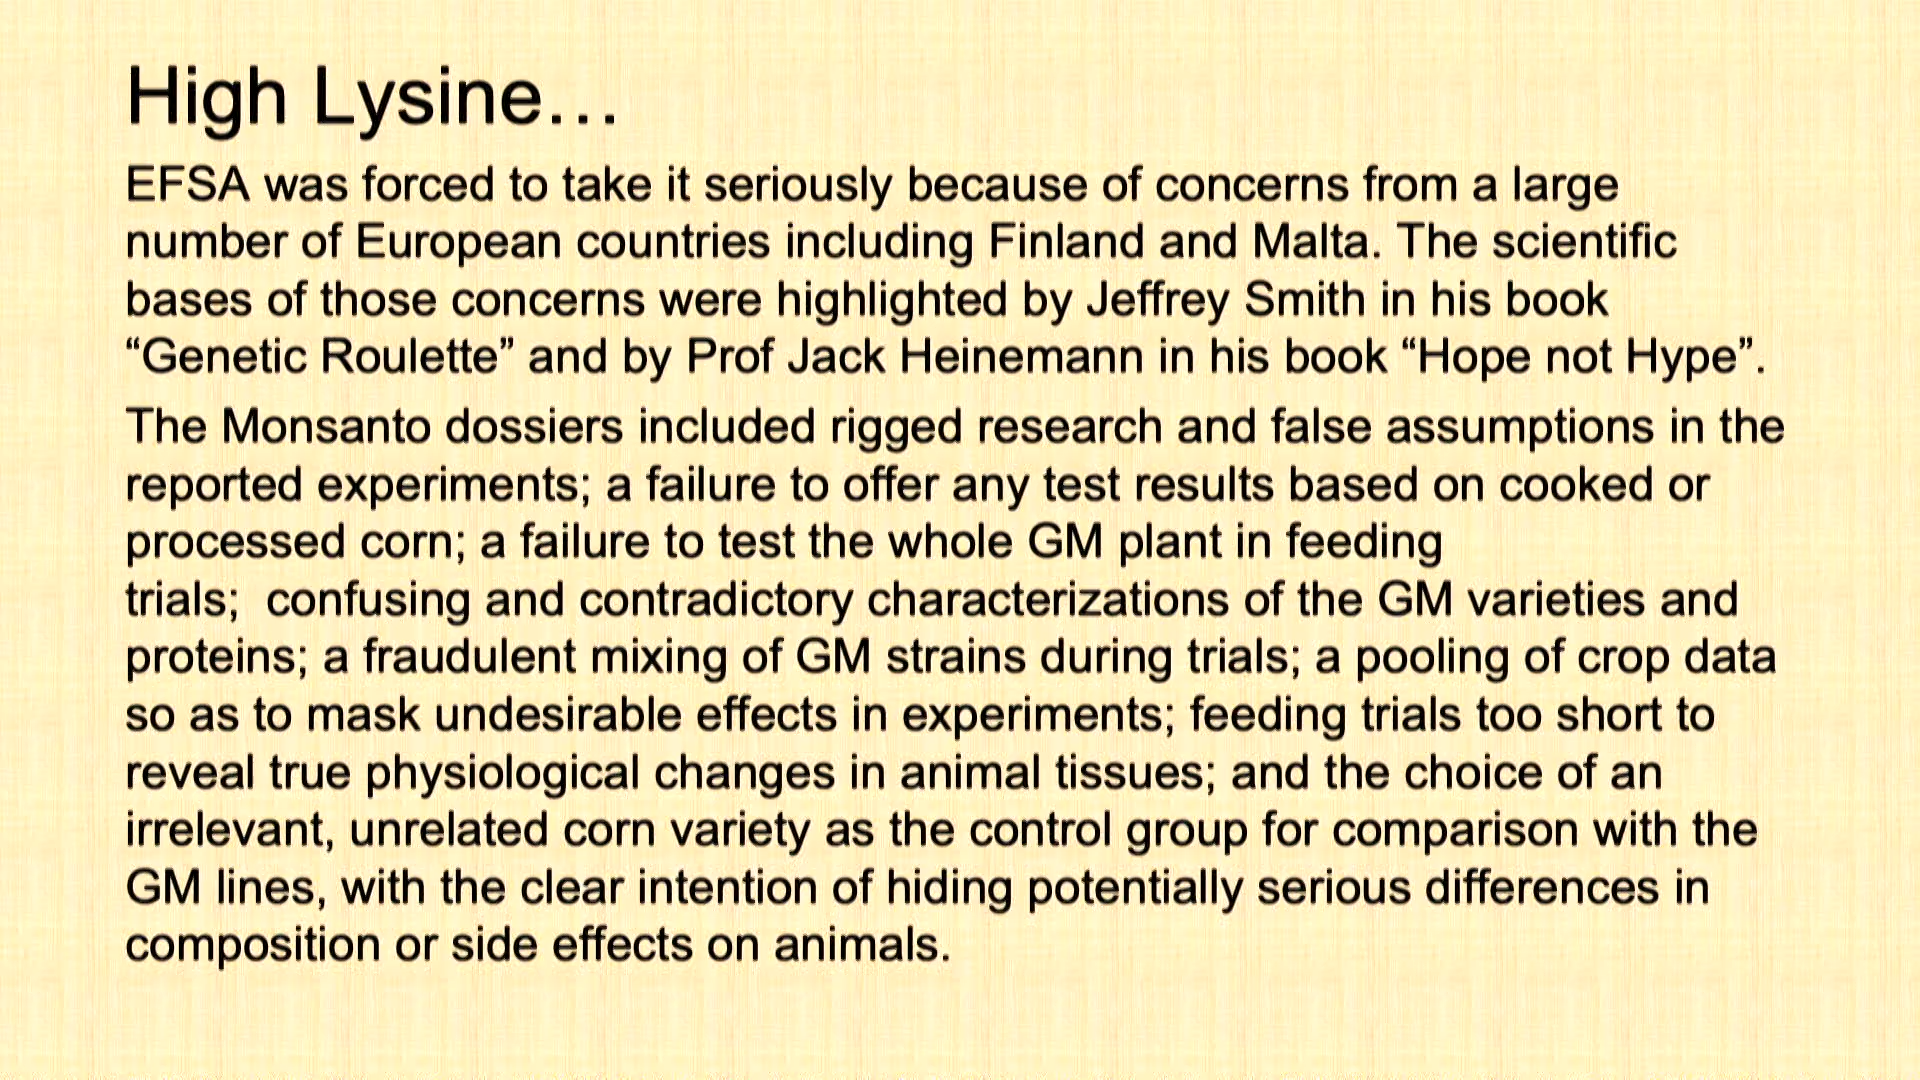 High Lysine…
EFSA was forced to take it seriously because of concerns from a large
number of European countries including Finland and Malta. The scientific
bases of those concerns were highlighted by Jeffrey Smith in his book
“Genetic Roulette” and by Prof Jack Heinemann in his book “Hope not Hype”.
The Monsanto dossiers included rigged research and false assumptions in the
reported experiments; a failure to offer any test results based on cooked or
processed corn; a failure to test the whole GM plant in feeding
trials;  confusing and contradictory characterizations of the GM varieties and
proteins; a fraudulent mixing of GM strains during trials; a pooling of crop data
so as to mask undesirable effects in experiments; feeding trials too short to
reveal true physiological changes in animal tissues; and the choice of an
irrelevant, unrelated corn variety as the control group for comparison with the
GM lines, with the clear intention of hiding potentially serious differences in
composition or side effects on animals.